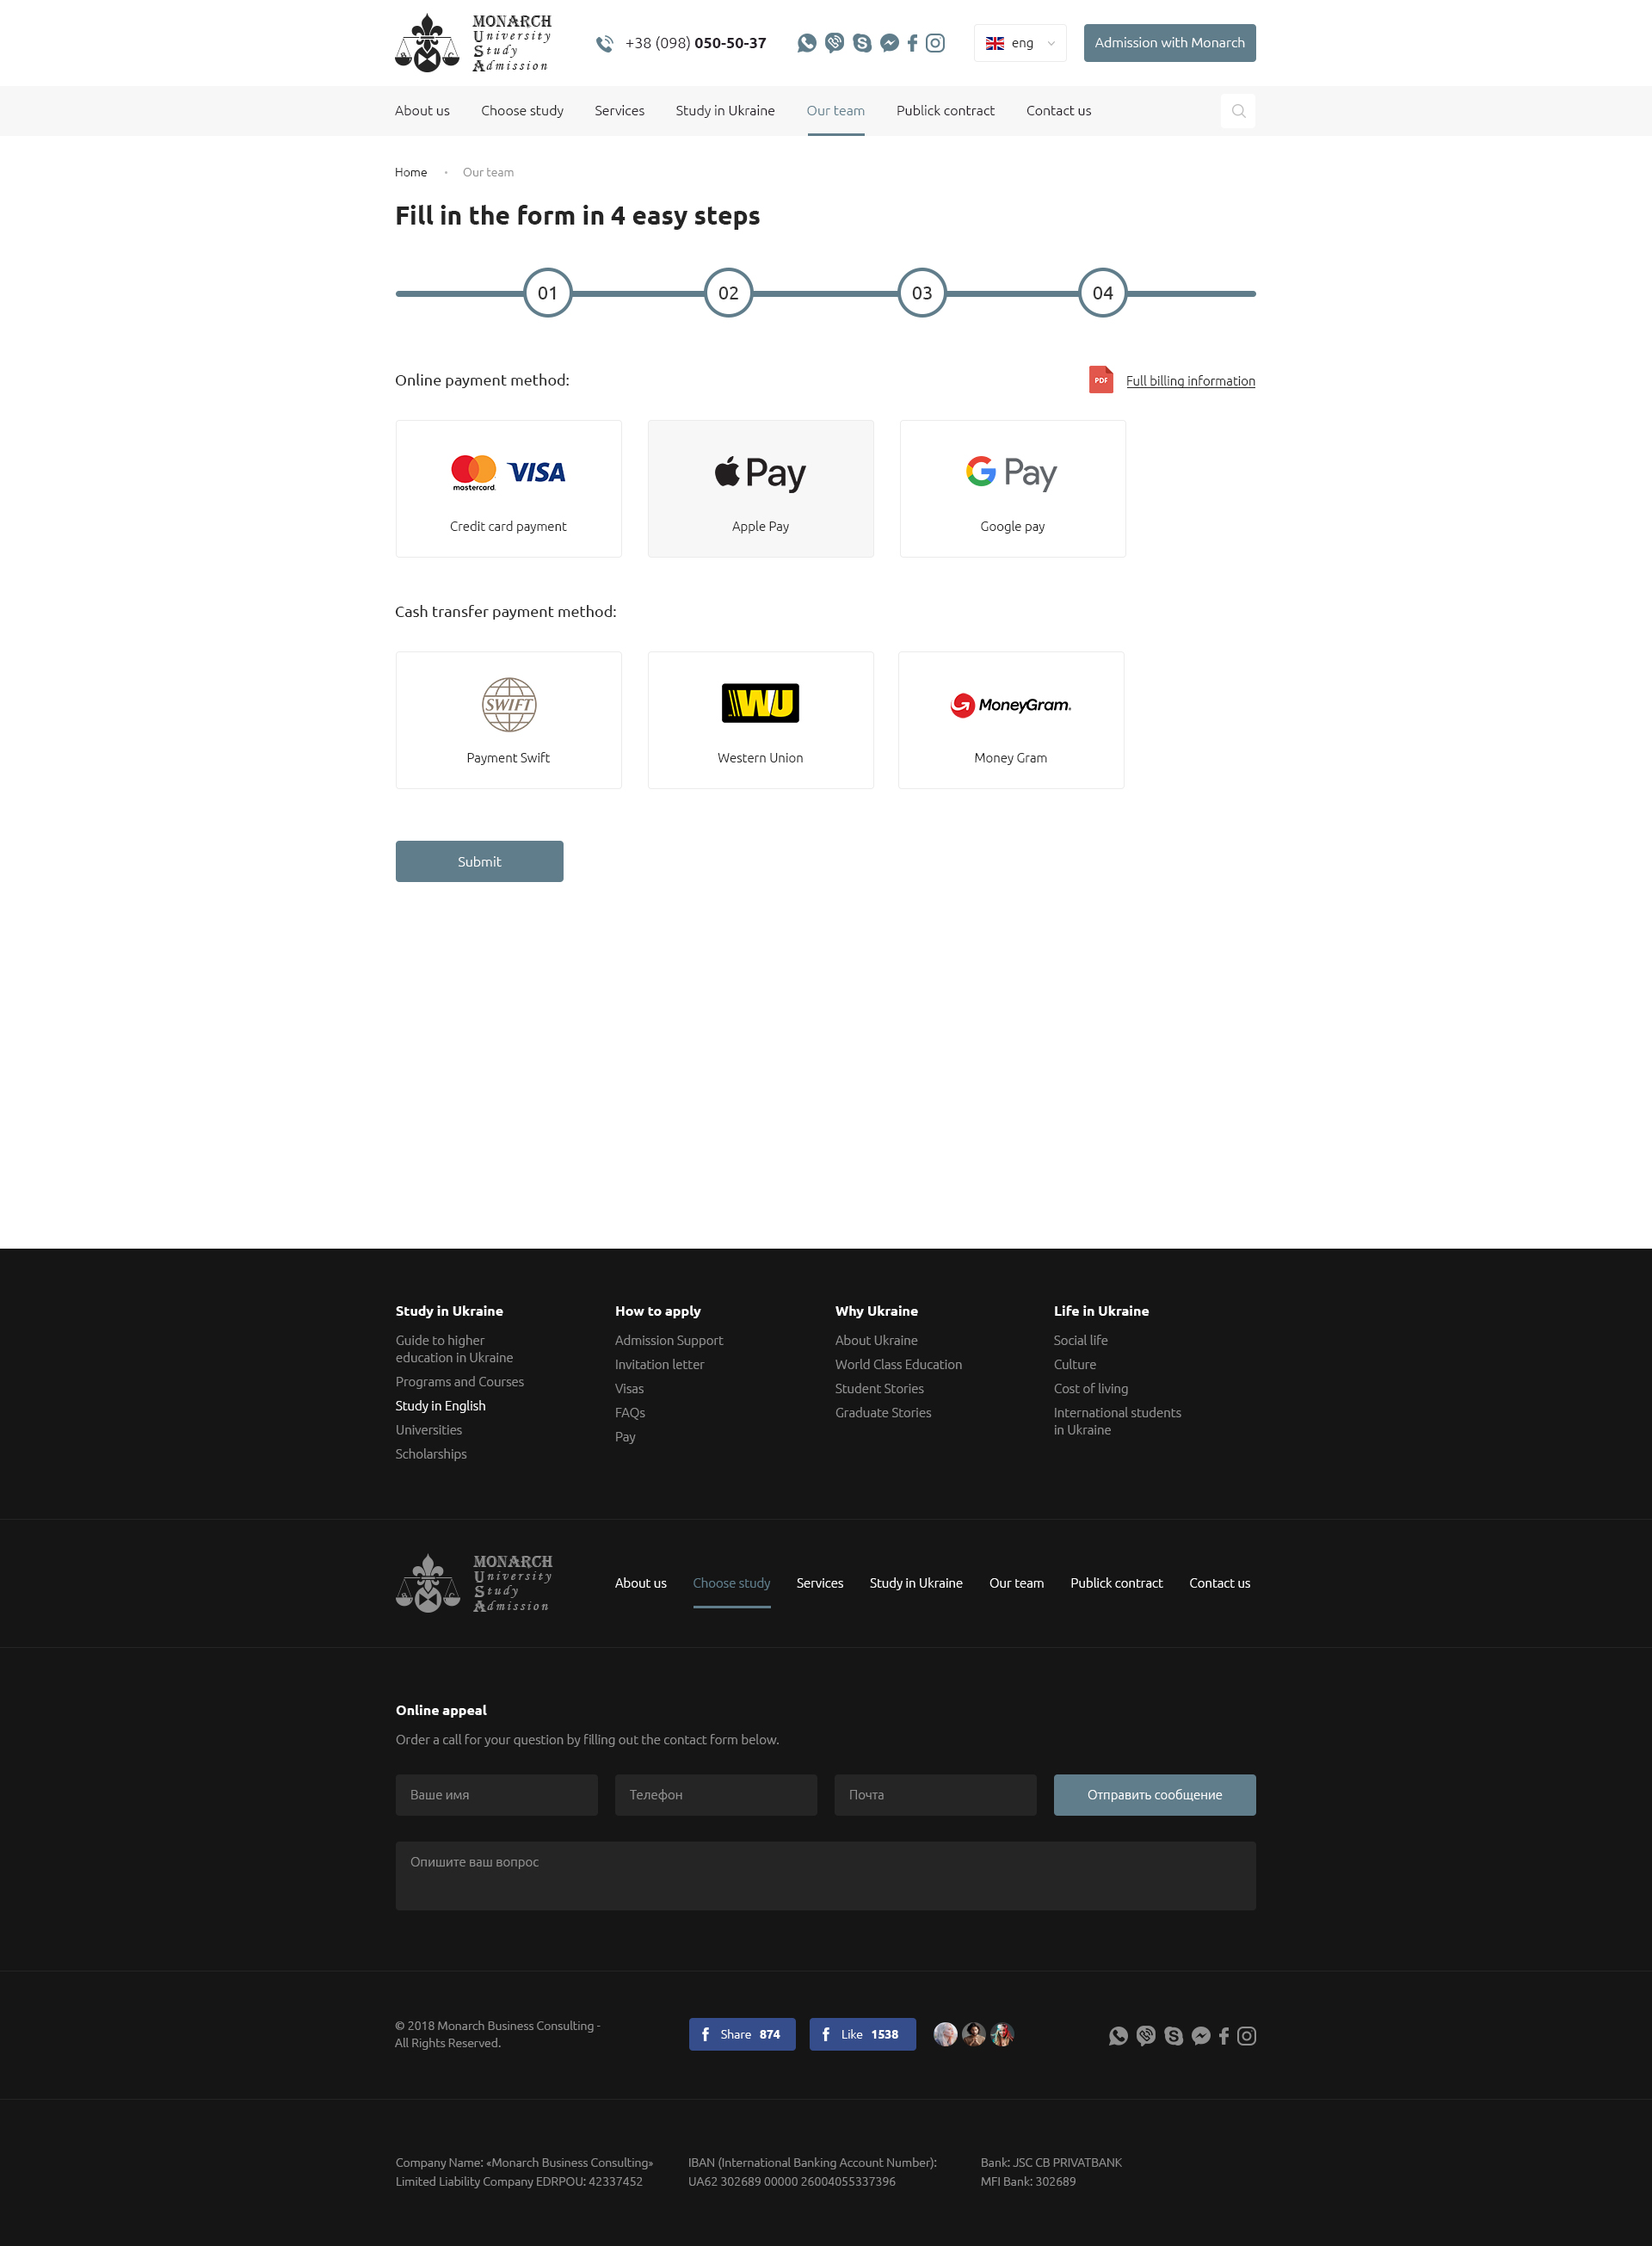 MONARCH
University
Study
Admission
+38 (098) 050-50-37
eng
Admission with Monarch
About us
Choose study
Services
Study in Ukraine
Our team
Publick contract
Contact us
Home
Our team
Fill in the form in 4 easy steps
01
02
03
04
Online payment method:
PDF
Full billing information
mastercard.
VISA
Credit card payment
Pay
Apple Pay
G Pay
Google pay
Cash transfer payment method:
SWIFT
Payment Swift
WU
Western Union
MoneyGram.
Money Gram
Submit
Study in Ukraine
Guide to higher
education in Ukraine
Programs and Courses
Study in English
Universities
Scholarships
How to apply
Admission Support
Invitation letter
Visas
FAQs
Pay
Why Ukraine
About Ukraine
World Class Education
Student Stories
Graduate Stories
Life in Ukraine
Social life
Culture
Cost of living
International students
in Ukraine
MONARCH
University
Study
Admission
About us
Choose study
Services
Study in Ukraine
Our team
Publick contract
Contact us
Online appeal
Order a call for your question by filling out the contact form below.
Ваше имя
Телефон
Почта
Отправить сообщение
Опишите ваш вопрос
© 2018 Monarch Business Consulting -
All Rights Reserved.
Share 874
Like 1538
Company Name: «Monarch Business Consulting»
Limited Liability Company EDRPOU: 42337452
IBAN (International Banking Account Number):
UA62 302689 00000 26004055337396
Bank: JSC CB PRIVATBANK
MFI Bank: 302689